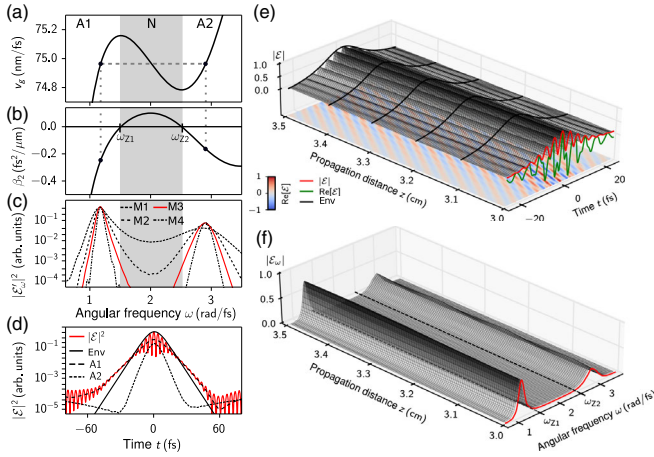 (a)
A1
N
A2
75.2
75.0
74.8
v_g (nm/fs)
(b)
0.0
−0.2
−0.4
β_2 (fs²/μm)
ω_Z1
ω_Z2
(c)
10⁻¹
10⁻²
10⁻³
10⁻⁴
|ℰ′_ω|² (arb, units)
M1
M2
M3
M4
1
2
3
Angular frequency ω (rad/fs)
(d)
10⁻¹
10⁻³
10⁻⁵
|ℰ|² (arb, units)
|ℰ|²
Env
A1
A2
−60
0
60
Time t (fs)
(e)
|ℰ|
1.0
0.5
0.0
3.5
3.4
3.3
3.2
3.1
3.0
Propagation distance z (cm)
1
0
−1
Re[ℰ]
|ℰ|
Re[ℰ]
Env
−20
0
20
Time t (fs)
(f)
|ℰ_ω|
1.0
0.5
0.0
3.5
3.4
3.3
3.2
3.1
3.0
Propagation distance z (cm)
1
ω_Z1
2
ω_Z2
3
Angular frequency ω (rad/fs)